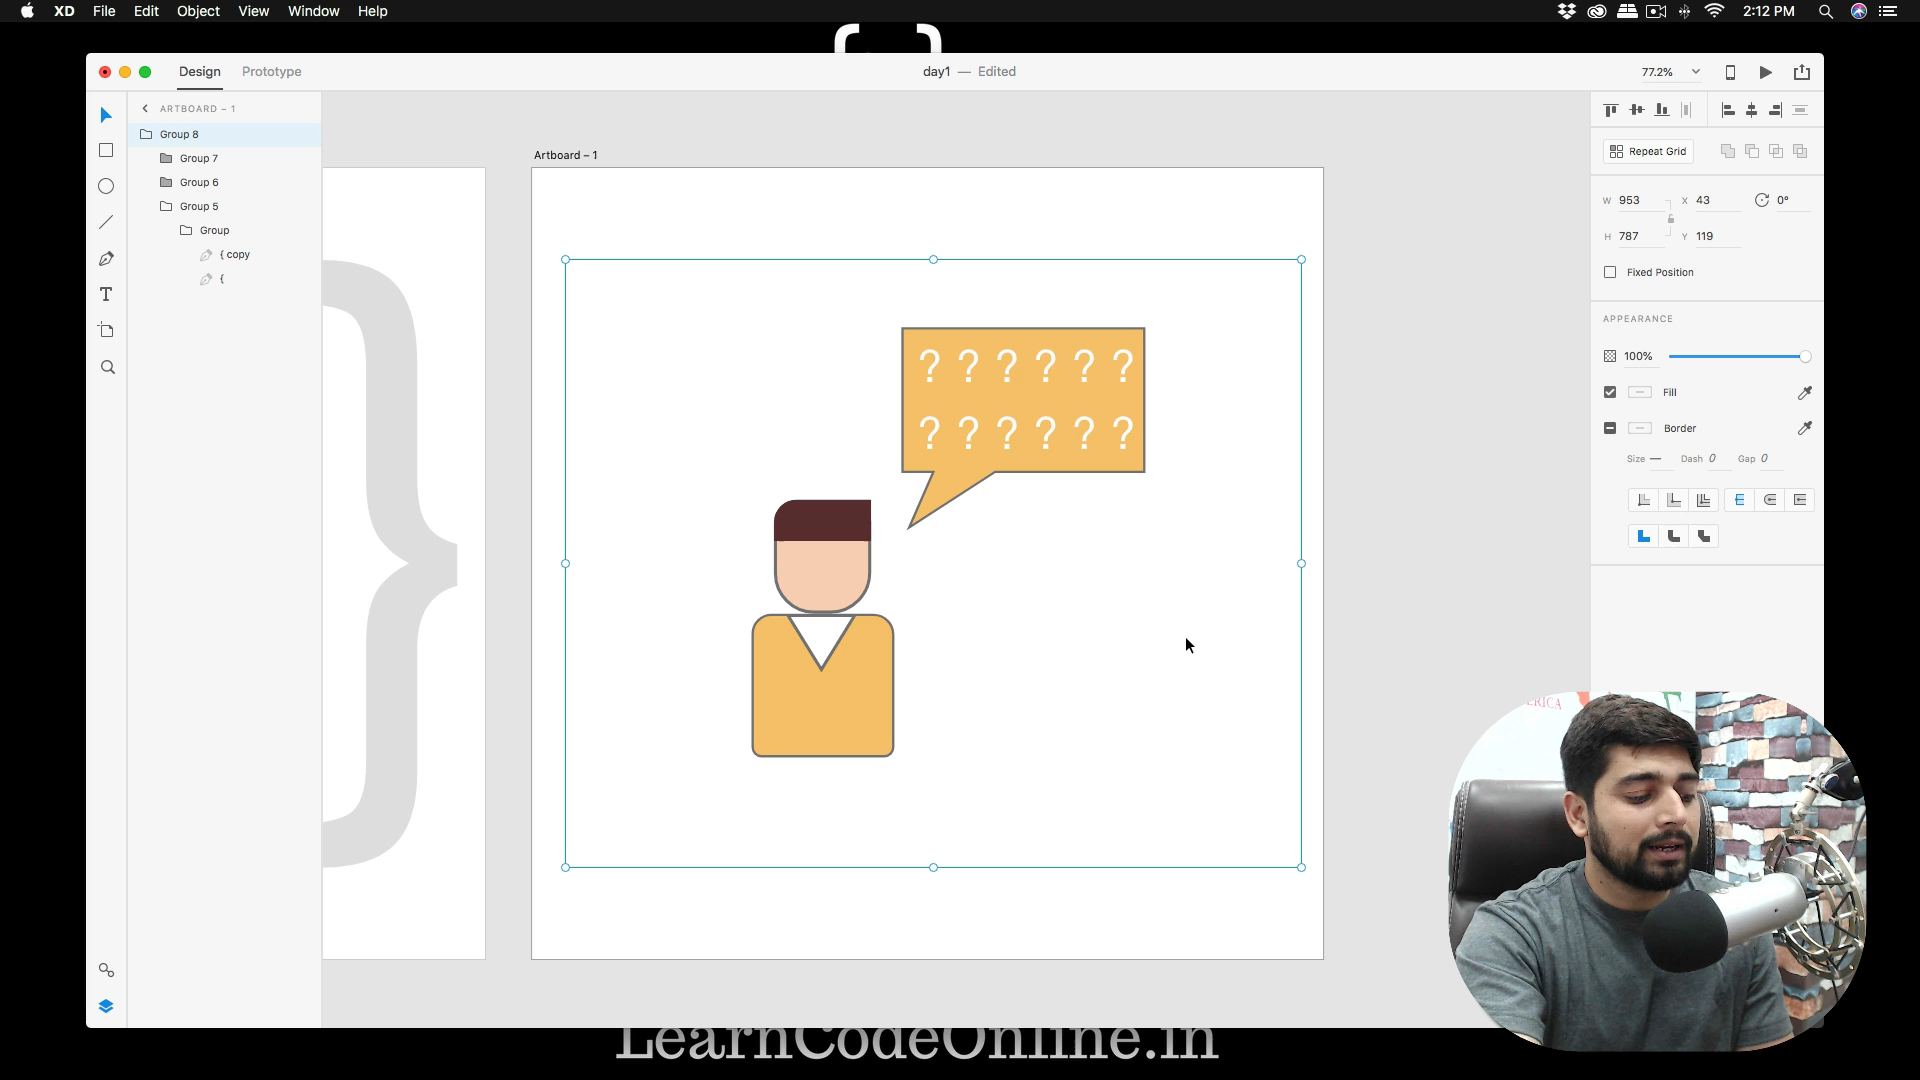 XD File Edit Object View Window Help
2:12 PM
{ }
Design Prototype
day1 — Edited
77.2%
ARTBOARD – 1
Group 8
Group 7
Group 6
Group 5
Group
{ copy
{
}
Artboard – 1
? ? ? ? ? ?
? ? ? ? ? ?
Repeat Grid
W 953 X 43 0°
H 787 Y 119
Fixed Position
APPEARANCE
100%
Fill
Border
Size — Dash 0 Gap 0
ERICA
LearnCodeOnline.in